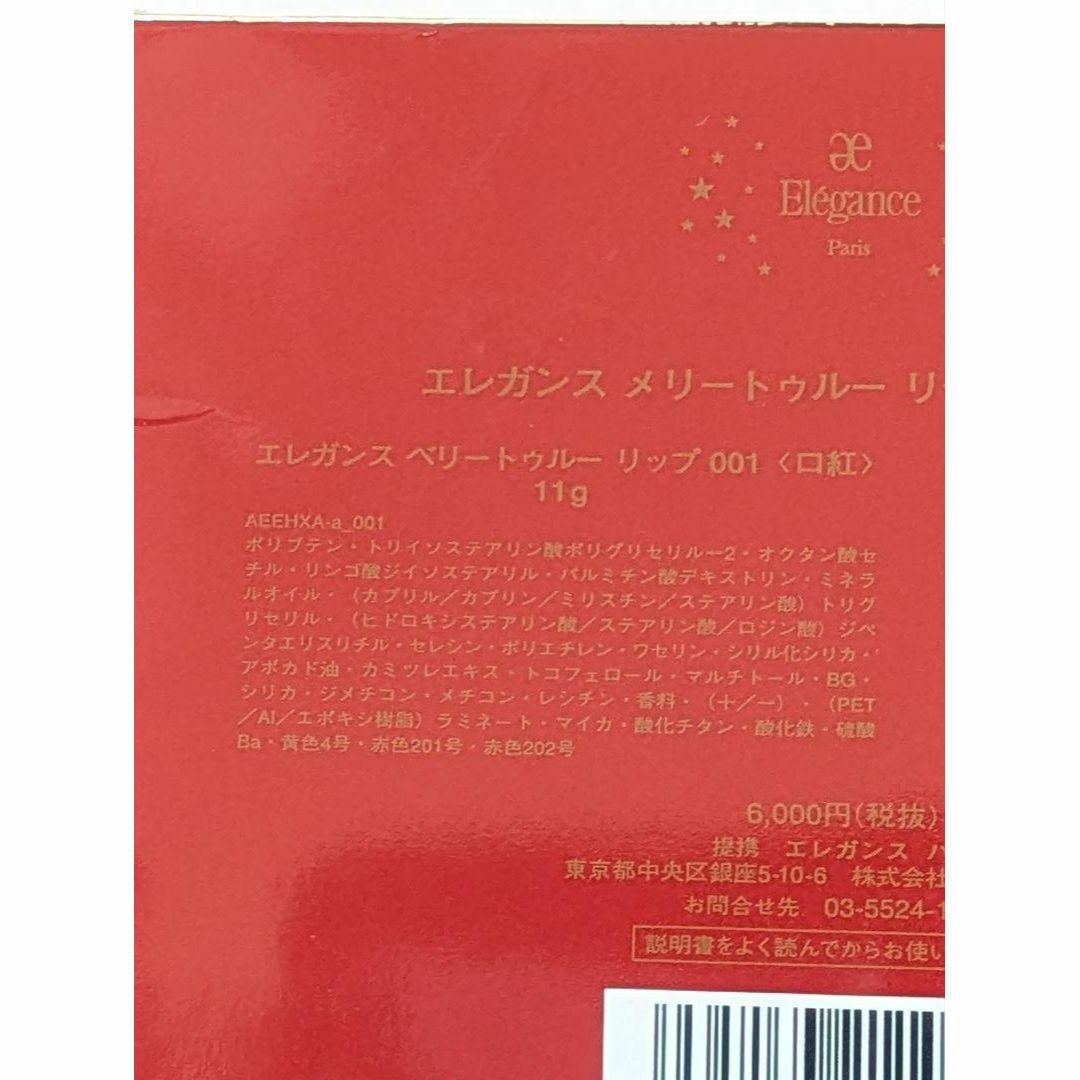 æ
Elégance
Paris
エレガンス メリートゥルー リ
エレガンス ベリートゥルー リップ 001〈口紅〉
11g
AEEHXA-a_001
ポリブテン・トリイソステアリン酸ポリグリセリル－2・オクタン酸セ
チル・リンゴ酸ジイソステアリル・パルミチン酸デキストリン・ミネラ
ルオイル・（カプリル／カプリン／ミリスチン／ステアリン酸）トリグ
リセリル・（ヒドロキシステアリン酸／ステアリン酸／ロジン酸）ジペ
ンタエリスリチル・セレシン・ポリエチレン・ワセリン・シリル化シリカ・
アボカド油・カミツレエキス・トコフェロール・マルチトール・BG・
シリカ・ジメチコン・メチコン・レシチン・香料・（＋／－）・（PET
／Al／エポキシ樹脂）ラミネート・マイカ・酸化チタン・酸化鉄・硫酸
Ba・黄色4号・赤色201号・赤色202号
6,000円（税抜）
提携 エレガンス パ
東京都中央区銀座5-10-6 株式会社
お問合せ先 03-5524-1
説明書をよく読んでからお使い